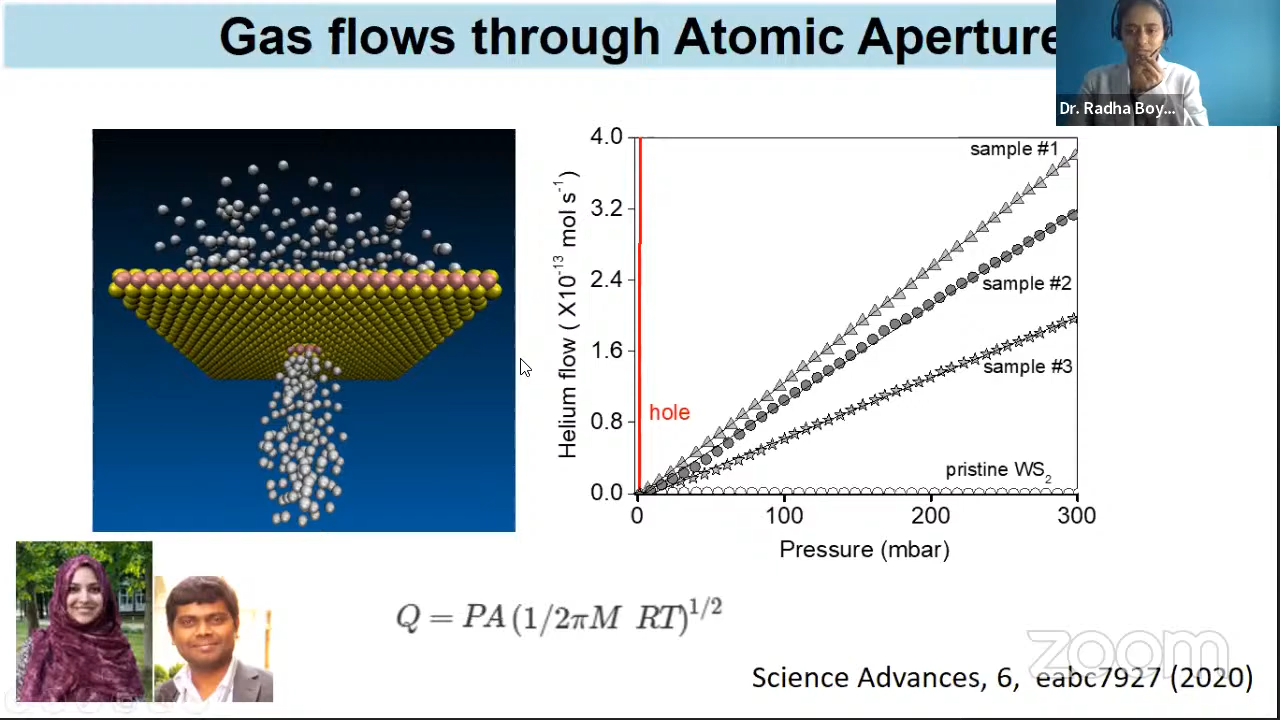 Gas flows through Atomic Aperture
Dr. Radha Boy...
4.0
3.2
2.4
1.6
0.8
0.0
Helium flow ( X10⁻¹³ mol s⁻¹)
sample #1
sample #2
sample #3
hole
pristine WS₂
0 100 200 300
Pressure (mbar)
Q = PA(1/2πM RT)^1/2
zoom
Science Advances, 6, eabc7927 (2020)